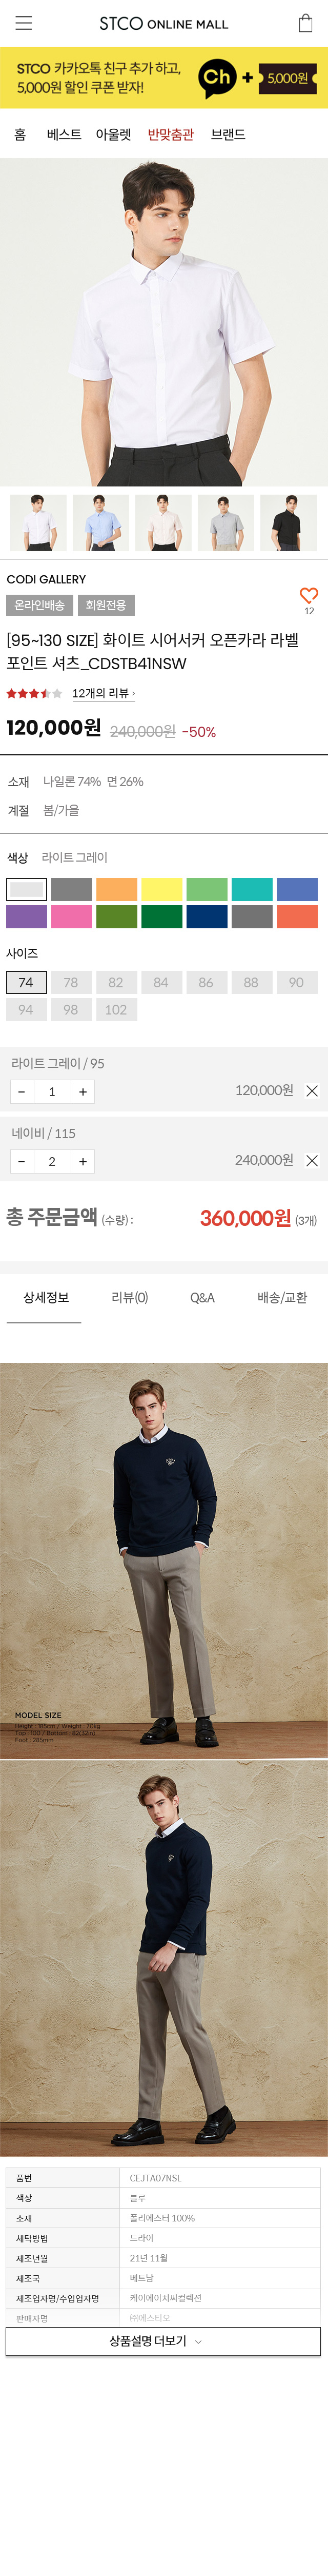 STCO ONLINE MALL
STCO 카카오톡 친구 추가 하고,
5,000원 할인 쿠폰 받자!
Ch + 5,000원
홈 베스트 아울렛 반맞춤관 브랜드
CODI GALLERY
온라인배송 회원전용
12
[95~130 SIZE] 화이트 시어서커 오픈카라 라벨
포인트 셔츠_CDSTB41NSW
12개의 리뷰 >
120,000원 240,000원 -50%
소재 나일론 74% 면 26%
계절 봄/가을
색상 라이트 그레이
사이즈
74 78 82 84 86 88 90
94 98 102
라이트 그레이 / 95
- 1 + 120,000원 ×
네이비 / 115
- 2 + 240,000원 ×
총 주문금액 (수량) : 360,000원 (3개)
상세정보 리뷰(0) Q&A 배송/교환
MODEL SIZE
Height : 185cm / Weight : 70kg
Top : 100 / Bottom : 82(32in)
Foot : 265mm
품번 CEJTA07NSL
색상 블루
소재 폴리에스터 100%
세탁방법 드라이
제조년월 21년 11월
제조국 베트남
제조업자명/수입업자명 케이에이치씨컬렉션
판매자명 ㈜에스티오
상품설명 더보기